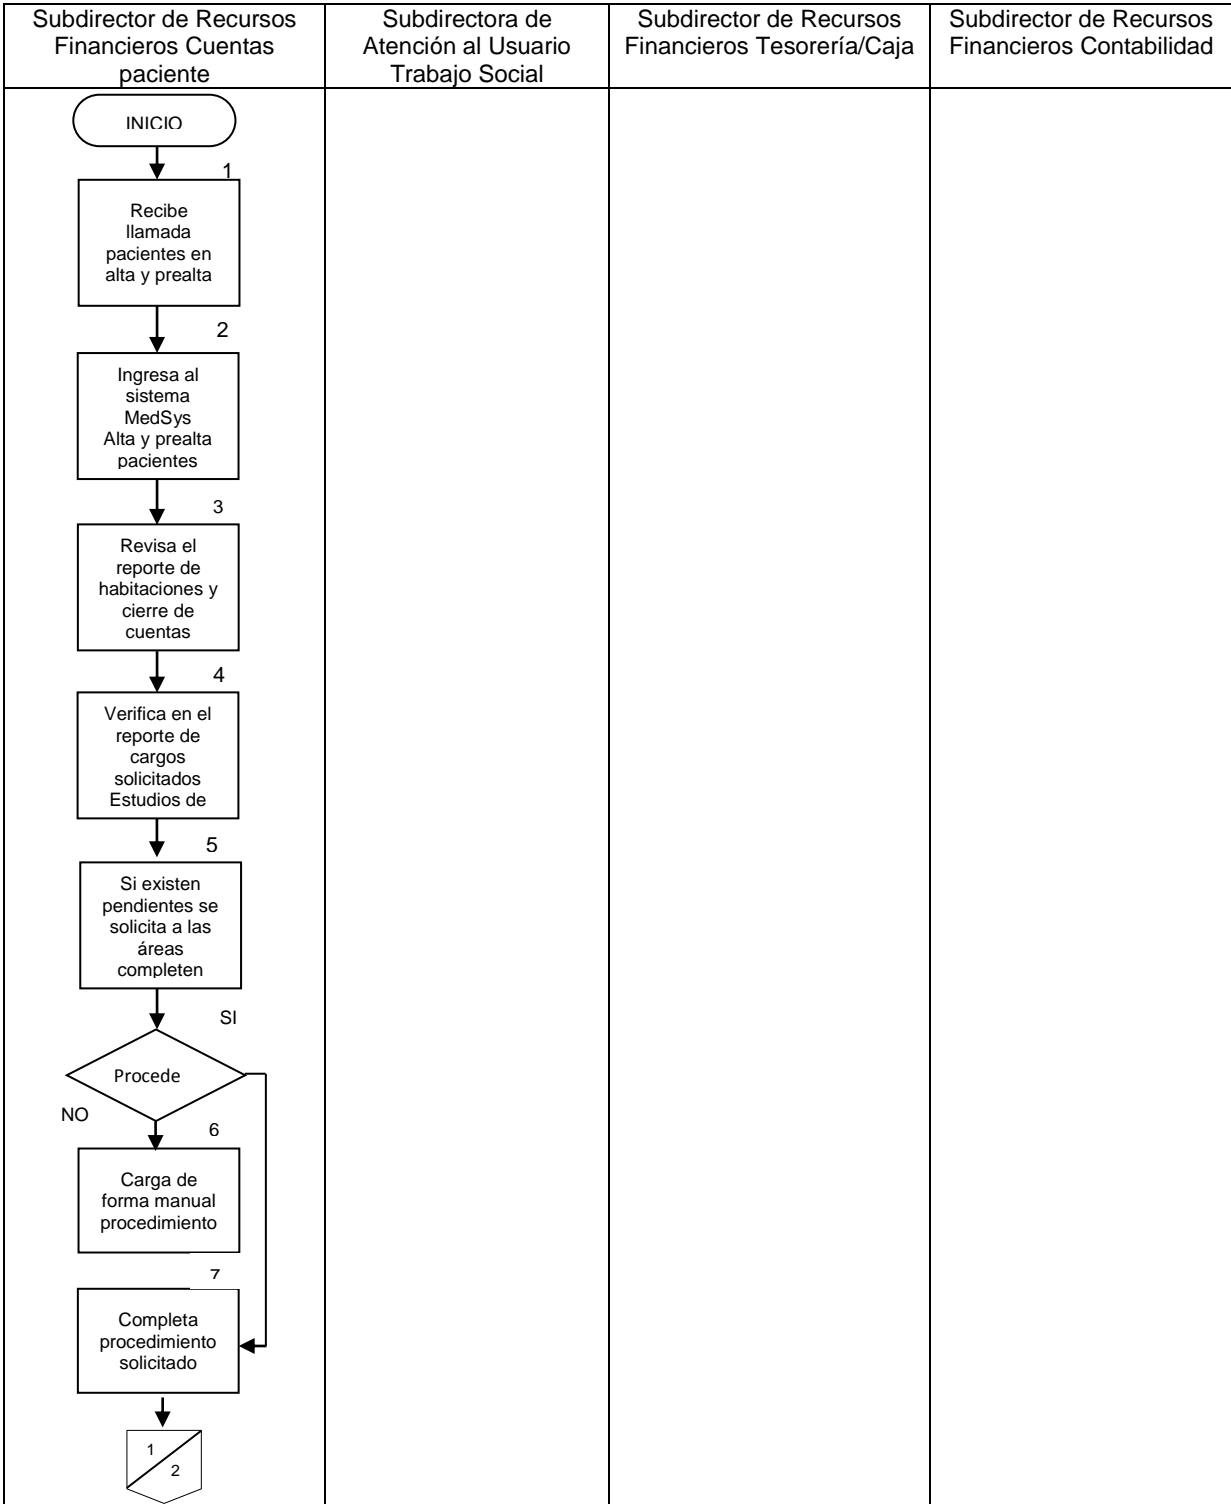 Subdirector de Recursos
Financieros Cuentas
paciente
Subdirectora de
Atención al Usuario
Trabajo Social
Subdirector de Recursos
Financieros Tesorería/Caja
Subdirector de Recursos
Financieros Contabilidad
INICIO
1
Recibe
llamada
pacientes en
alta y prealta
2
Ingresa al
sistema
MedSys
Alta y prealta
pacientes
3
Revisa el
reporte de
habitaciones y
cierre de
cuentas
4
Verifica en el
reporte de
cargos
solicitados
Estudios de
5
Si existen
pendientes se
solicita a las
áreas
completen
SI
Procede
NO
6
Carga de
forma manual
procedimiento
7
Completa
procedimiento
solicitado
1
2